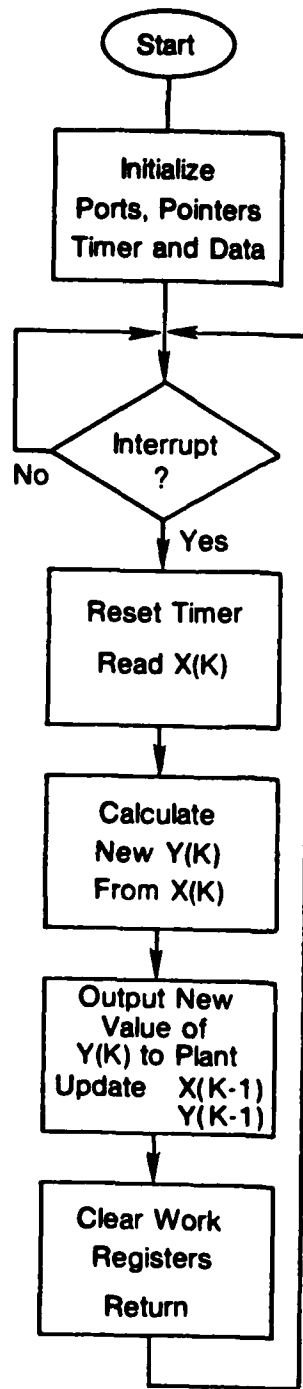 Start
Initialize
Ports, Pointers
Timer and Data
Interrupt
?
No
Yes
Reset Timer
Read X(K)
Calculate
New Y(K)
From X(K)
Output New
Value of
Y(K) to Plant
Update X(K-1)
Y(K-1)
Clear Work
Registers
Return